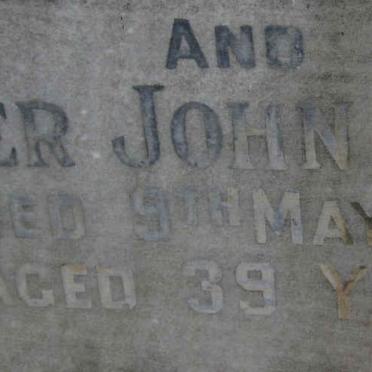 AND
ER JOHN
ED 9TH MAY
AGED 39 Y